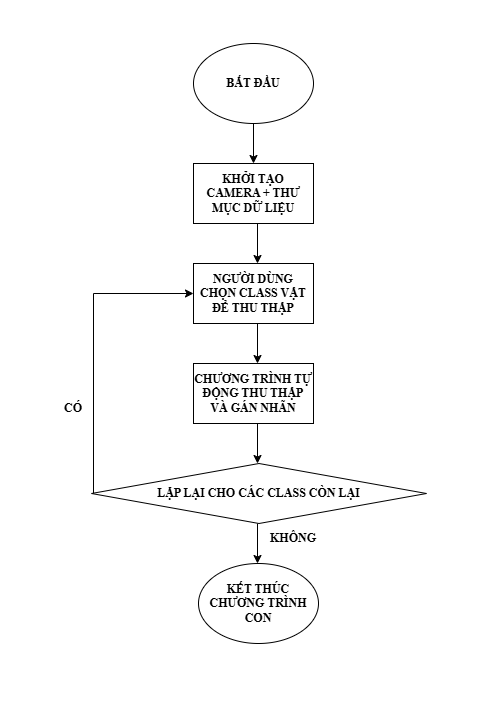 BẮT ĐẦU
KHỞI TẠO
CAMERA + THƯ
MỤC DỮ LIỆU
NGƯỜI DÙNG
CHỌN CLASS VẬT
ĐỂ THU THẬP
CHƯƠNG TRÌNH TỰ
ĐỘNG THU THẬP
VÀ GÁN NHÃN
CÓ
LẶP LẠI CHO CÁC CLASS CÒN LẠI
KHÔNG
KẾT THÚC
CHƯƠNG TRÌNH
CON